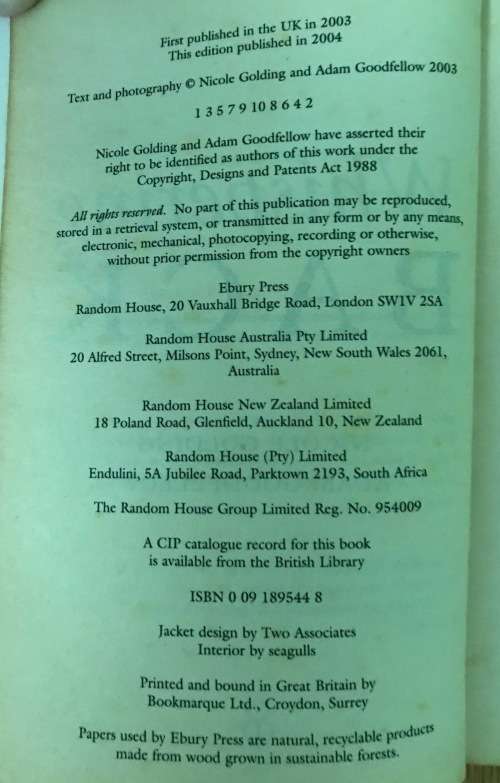 First published in the UK in 2003
This edition published in 2004
Text and photography © Nicole Golding and Adam Goodfellow 2003
1 3 5 7 9 10 8 6 4 2
Nicole Golding and Adam Goodfellow have asserted their
right to be identified as authors of this work under the
Copyright, Designs and Patents Act 1988
All rights reserved. No part of this publication may be reproduced,
stored in a retrieval system, or transmitted in any form or by any means,
electronic, mechanical, photocopying, recording or otherwise,
without prior permission from the copyright owners
Ebury Press
Random House, 20 Vauxhall Bridge Road, London SW1V 2SA
Random House Australia Pty Limited
20 Alfred Street, Milsons Point, Sydney, New South Wales 2061,
Australia
Random House New Zealand Limited
18 Poland Road, Glenfield, Auckland 10, New Zealand
Random House (Pty) Limited
Endulini, 5A Jubilee Road, Parktown 2193, South Africa
The Random House Group Limited Reg. No. 954009
A CIP catalogue record for this book
is available from the British Library
ISBN 0 09 189544 8
Jacket design by Two Associates
Interior by seagulls
Printed and bound in Great Britain by
Bookmarque Ltd., Croydon, Surrey
Papers used by Ebury Press are natural, recyclable products
made from wood grown in sustainable forests.